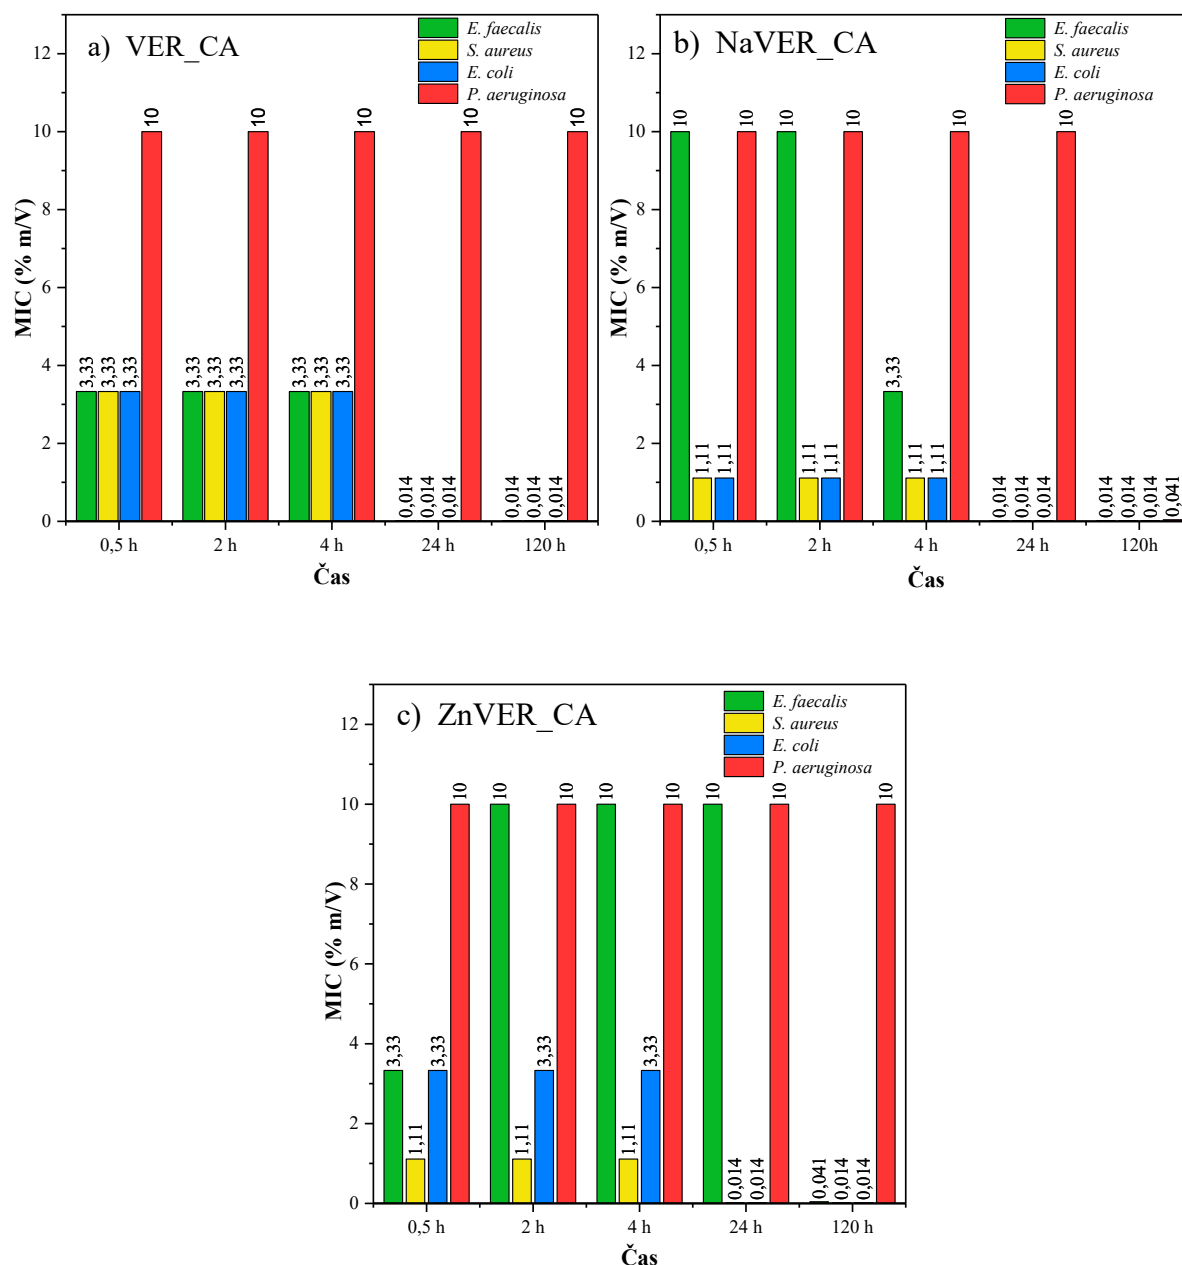 a) VER_CA
E. faecalis
S. aureus
E. coli
P. aeruginosa
MIC (% m/V)
12
10
8
6
4
2
0
3,33 3,33 3,33 10
3,33 3,33 3,33 10
3,33 3,33 3,33 10
0,014 0,014 0,014 10
0,014 0,014 0,014 10
0,5 h 2 h 4 h 24 h 120 h
Čas
b) NaVER_CA
E. faecalis
S. aureus
E. coli
P. aeruginosa
MIC (% m/V)
12
10
8
6
4
2
0
10 1,11 1,11 10
10 1,11 1,11 10
3,33 1,11 1,11 10
0,014 0,014 0,014 10
0,014 0,014 0,014 0,041
0,5 h 2 h 4 h 24 h 120h
Čas
c) ZnVER_CA
E. faecalis
S. aureus
E. coli
P. aeruginosa
MIC (% m/V)
12
10
8
6
4
2
0
3,33 1,11 3,33 10
10 1,11 3,33 10
10 1,11 3,33 10
10 0,014 0,014 10
0,041 0,014 0,014 10
0,5 h 2 h 4 h 24 h 120 h
Čas